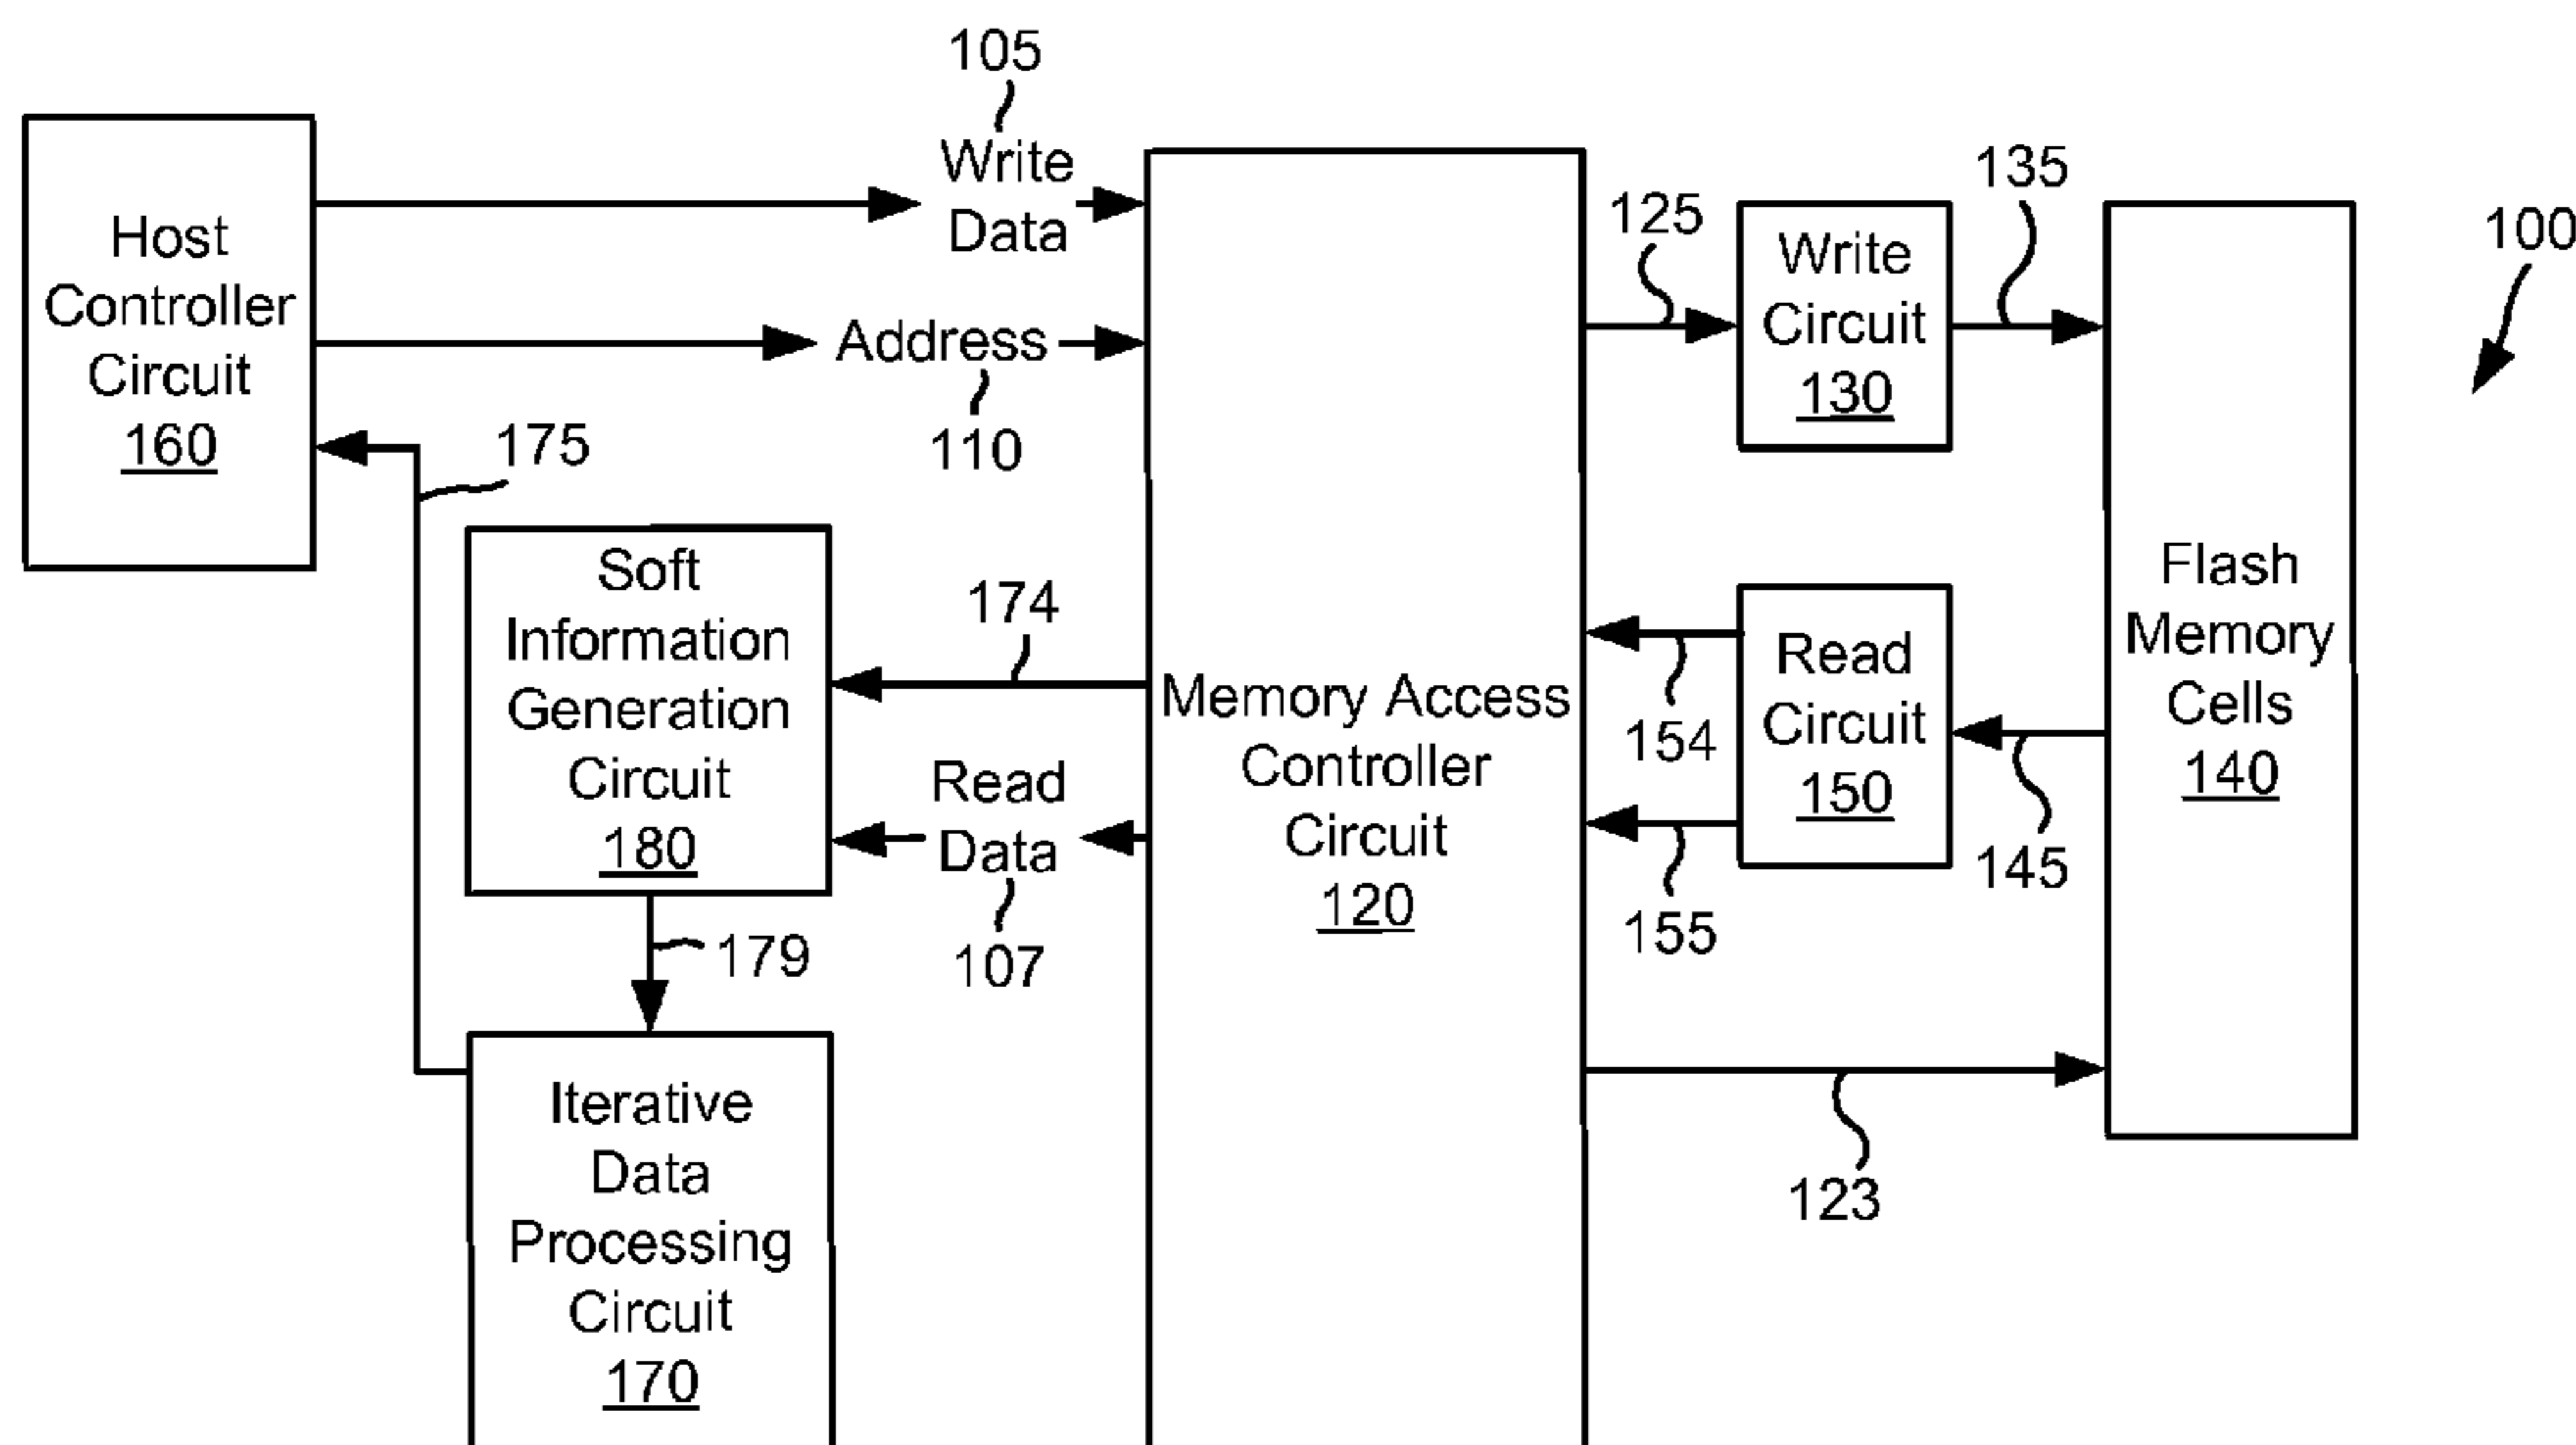 105
Write
Data
Host
Controller
Circuit
160
Address
110
175
125
Write
Circuit
130
135
100
Flash
Memory
Cells
140
Soft
Information
Generation
Circuit
180
174
Read
Data
107
Memory Access
Controller
Circuit
120
154
155
Read
Circuit
150
145
179
123
Iterative
Data
Processing
Circuit
170